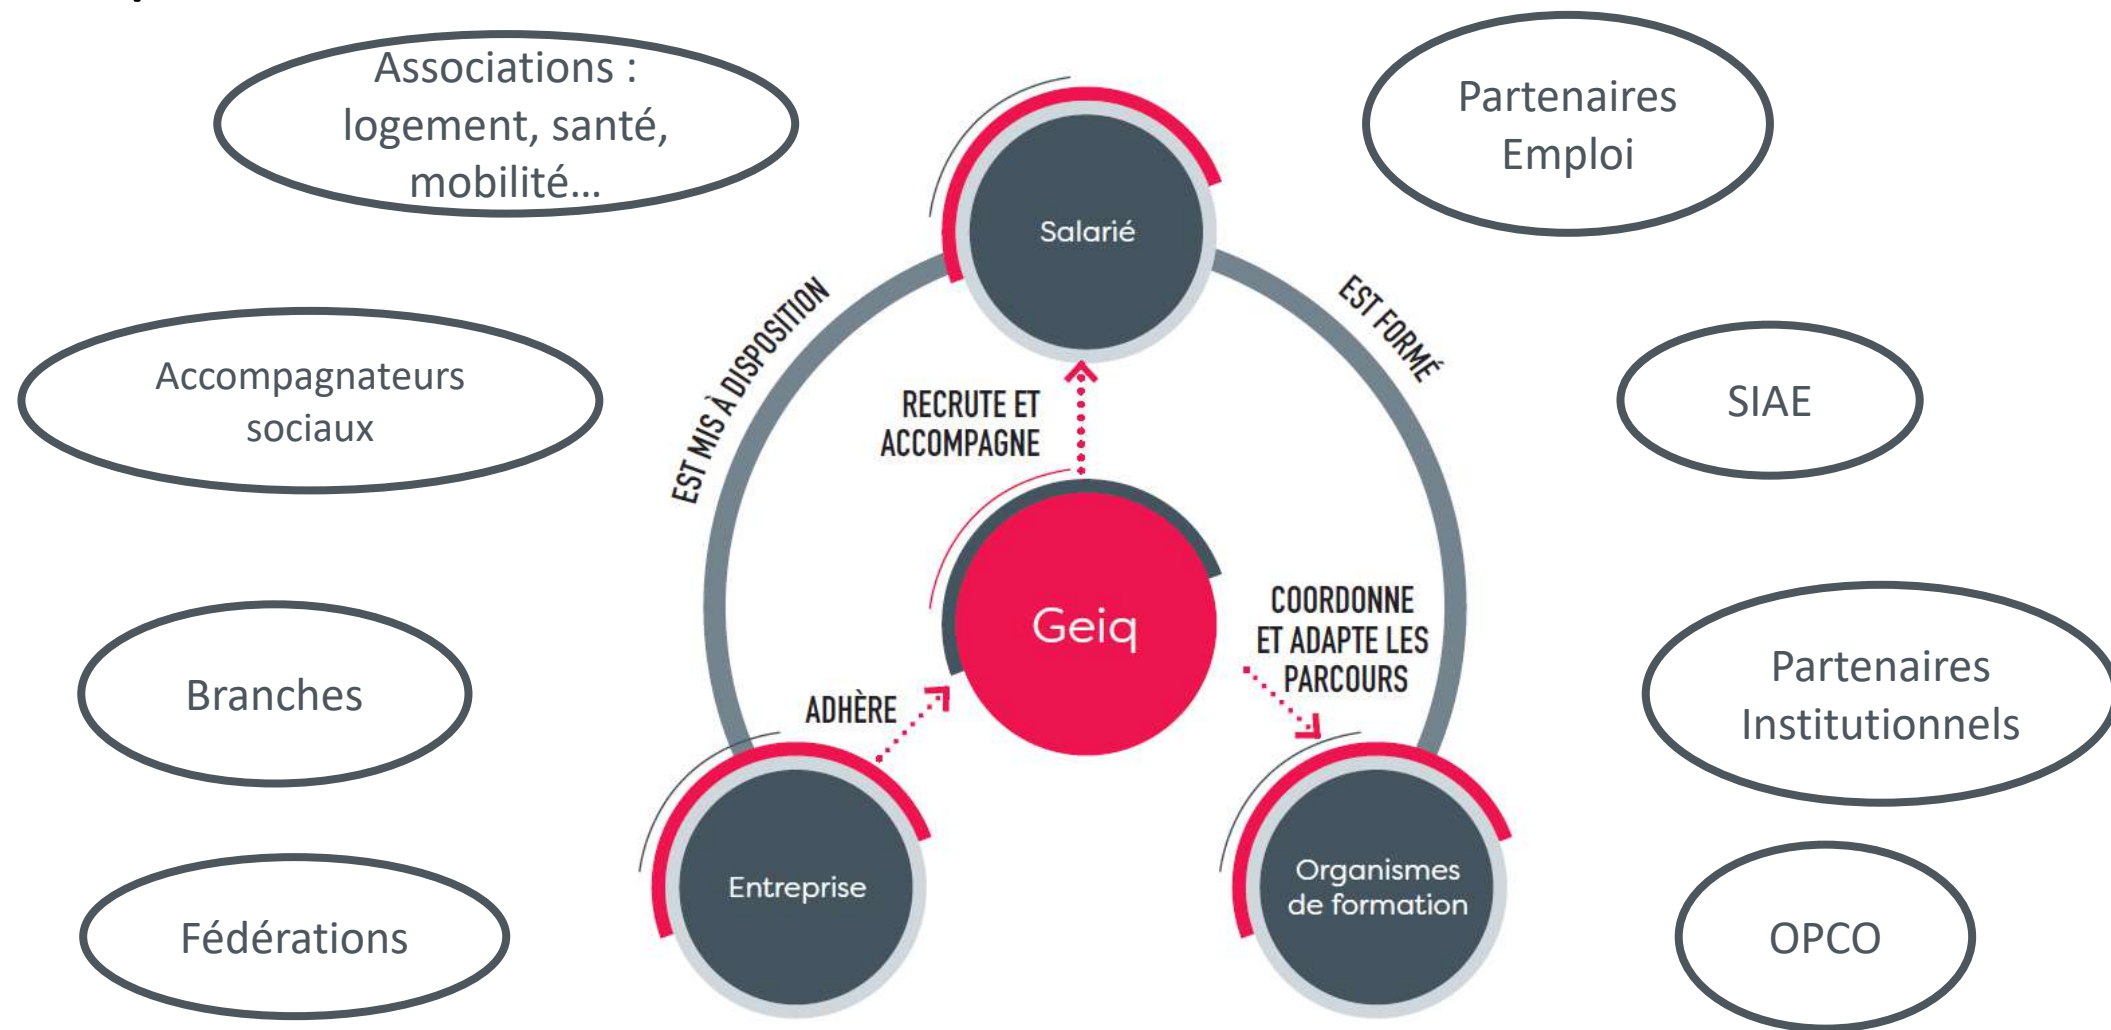 Associations :
logement, santé,
mobilité...
Partenaires
Emploi
Salarié
EST MIS À DISPOSITION
EST FORMÉ
Accompagnateurs
sociaux
RECRUTE ET
ACCOMPAGNE
SIAE
Geiq
COORDONNE
ET ADAPTE LES
PARCOURS
Branches
ADHÈRE
Partenaires
Institutionnels
Entreprise
Organismes
de formation
Fédérations
OPCO